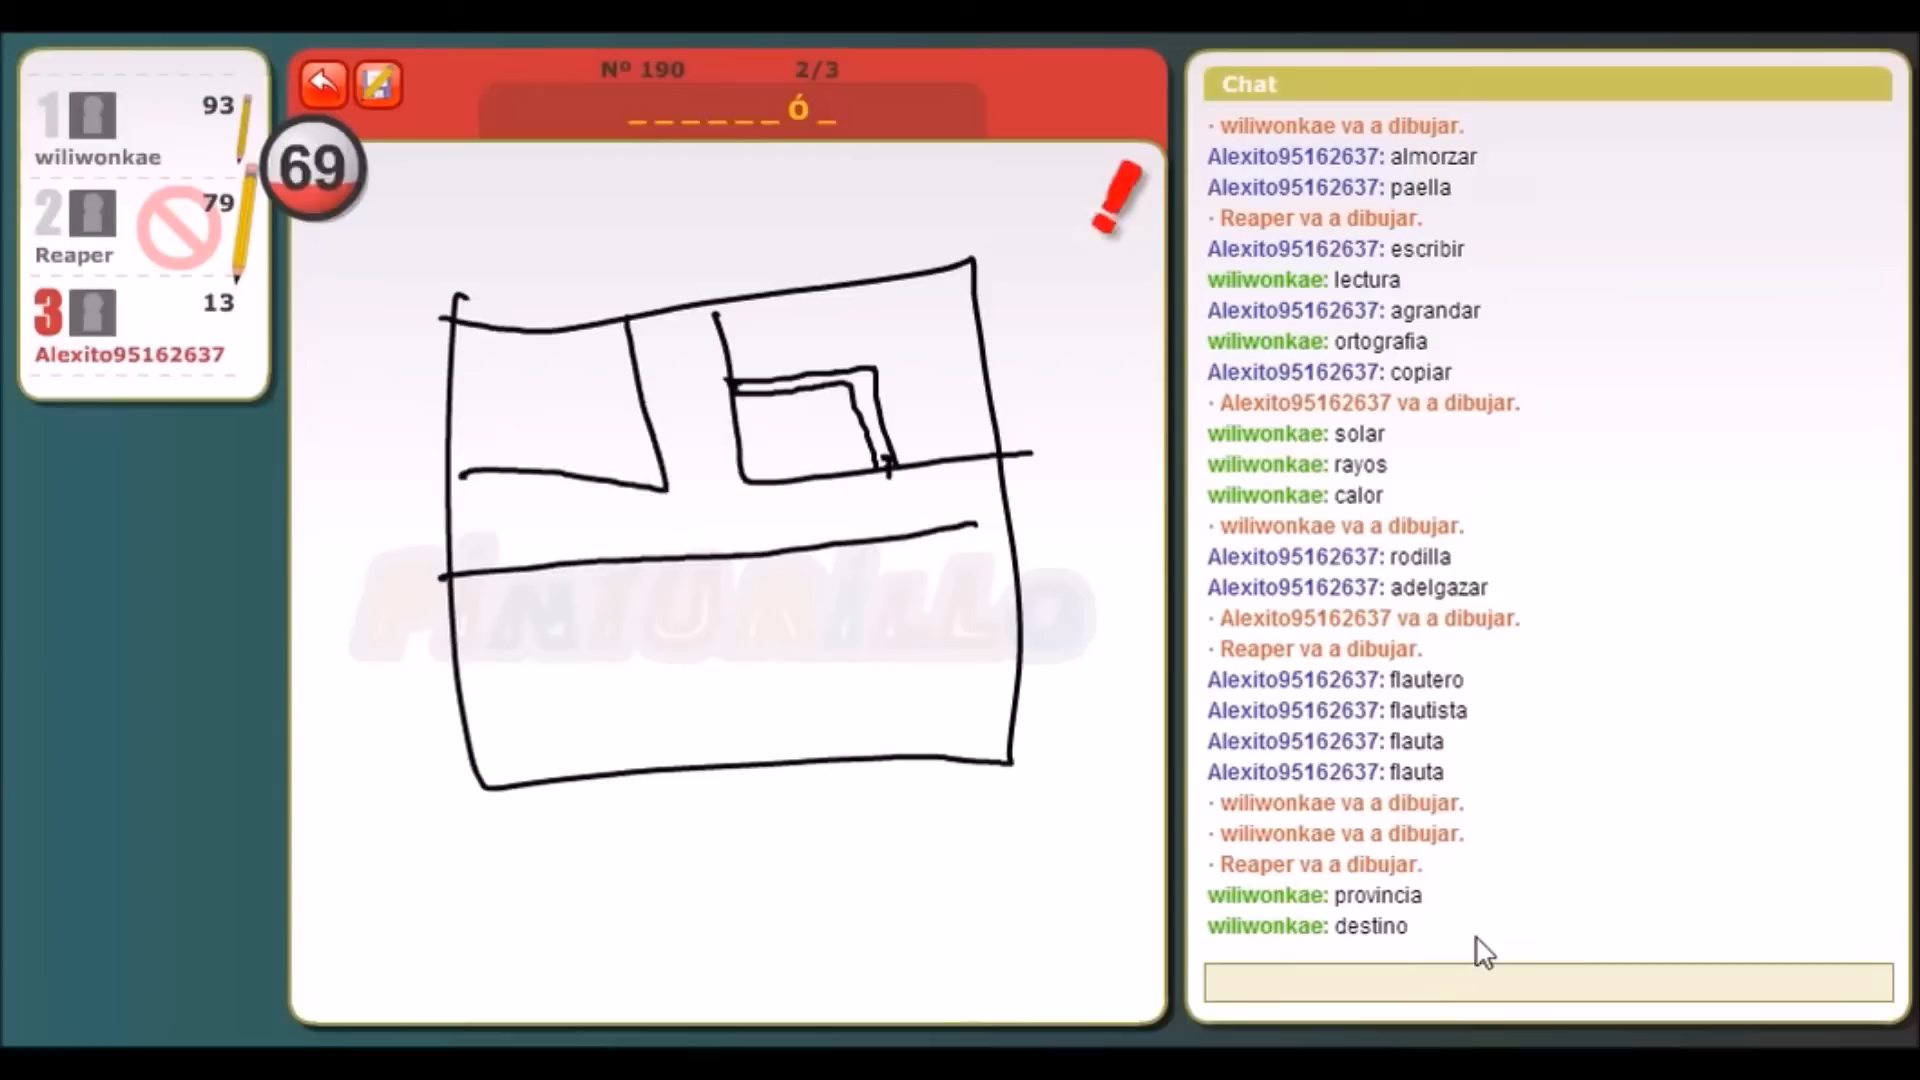 1
93
wiliwonkae
2
79
Reaper
3
13
Alexito95162637
69
Nº 190 2/3
_ _ _ _ _ _ ó _
PINTURILLO
Chat
· wiliwonkae va a dibujar.
Alexito95162637: almorzar
Alexito95162637: paella
· Reaper va a dibujar.
Alexito95162637: escribir
wiliwonkae: lectura
Alexito95162637: agrandar
wiliwonkae: ortografia
Alexito95162637: copiar
· Alexito95162637 va a dibujar.
wiliwonkae: solar
wiliwonkae: rayos
wiliwonkae: calor
· wiliwonkae va a dibujar.
Alexito95162637: rodilla
Alexito95162637: adelgazar
· Alexito95162637 va a dibujar.
· Reaper va a dibujar.
Alexito95162637: flautero
Alexito95162637: flautista
Alexito95162637: flauta
Alexito95162637: flauta
· wiliwonkae va a dibujar.
· wiliwonkae va a dibujar.
· Reaper va a dibujar.
wiliwonkae: provincia
wiliwonkae: destino